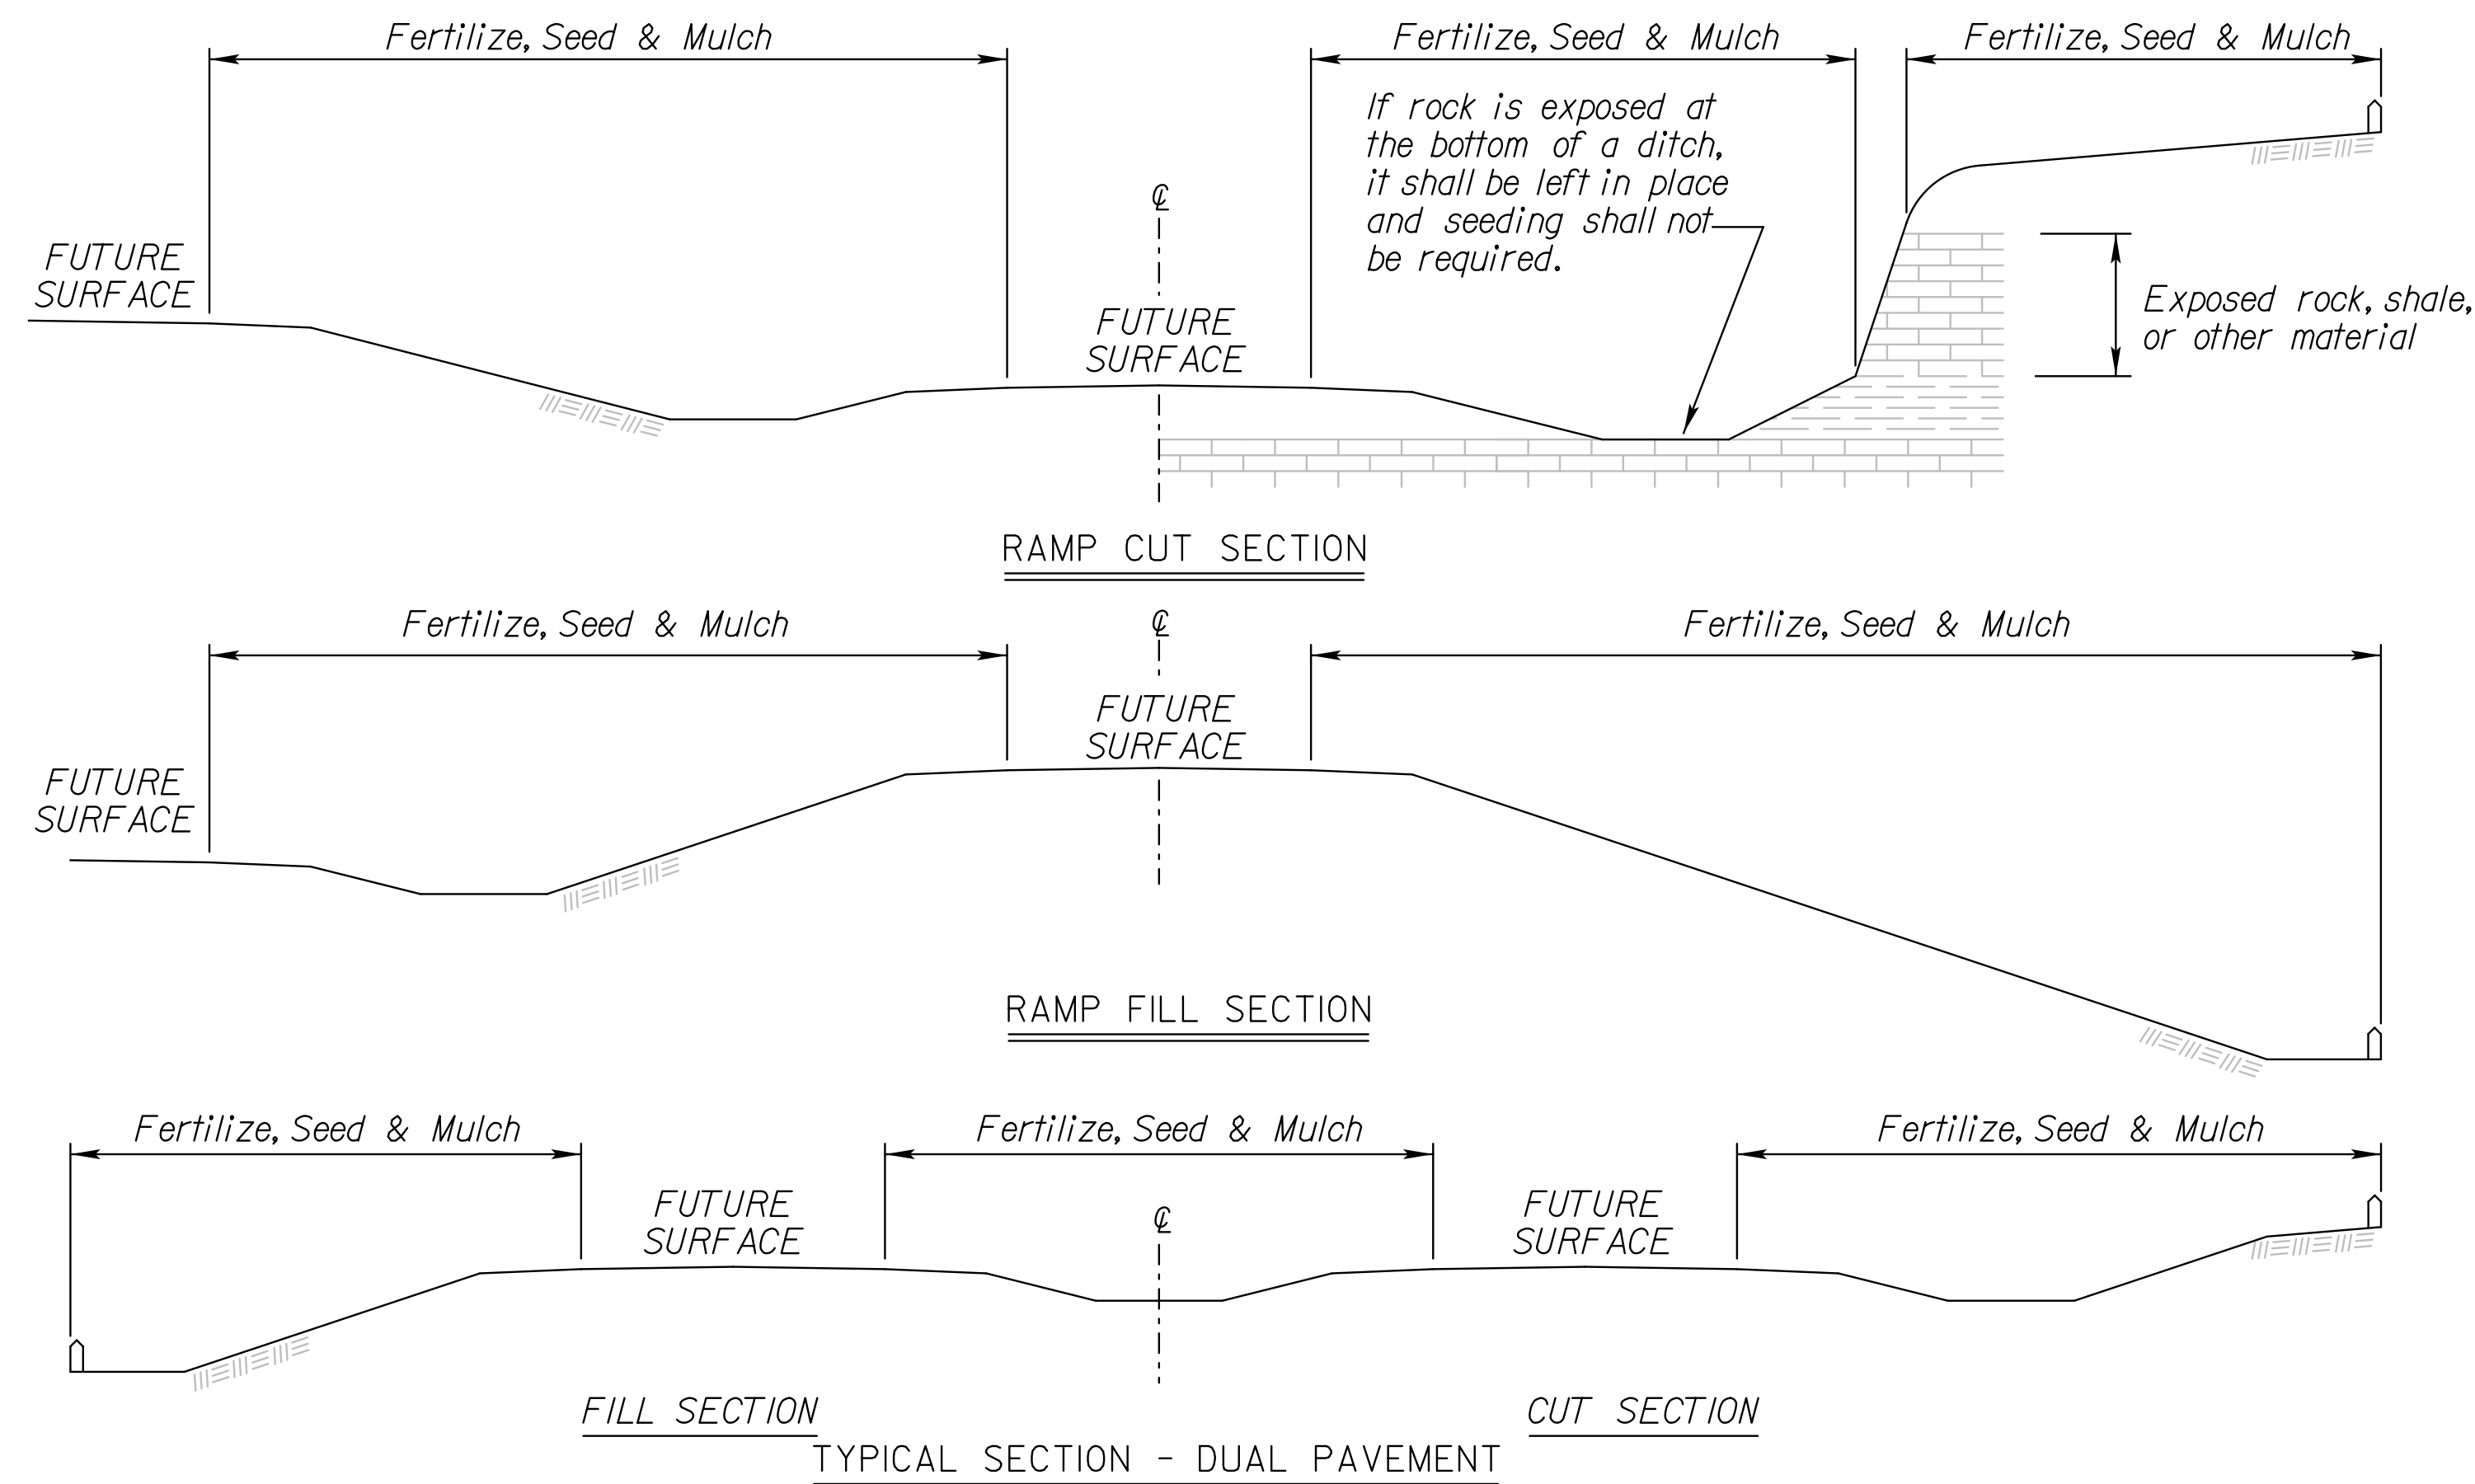 Fertilize, Seed & Mulch
Fertilize, Seed & Mulch
Fertilize, Seed & Mulch
If rock is exposed at
the bottom of a ditch,
it shall be left in place
and seeding shall not
be required.
℄
FUTURE
SURFACE
FUTURE
SURFACE
Exposed rock, shale,
or other material
RAMP CUT SECTION
Fertilize, Seed & Mulch
℄
Fertilize, Seed & Mulch
FUTURE
SURFACE
FUTURE
SURFACE
RAMP FILL SECTION
Fertilize, Seed & Mulch
Fertilize, Seed & Mulch
Fertilize, Seed & Mulch
FUTURE
SURFACE
℄
FUTURE
SURFACE
FILL SECTION
CUT SECTION
TYPICAL SECTION - DUAL PAVEMENT